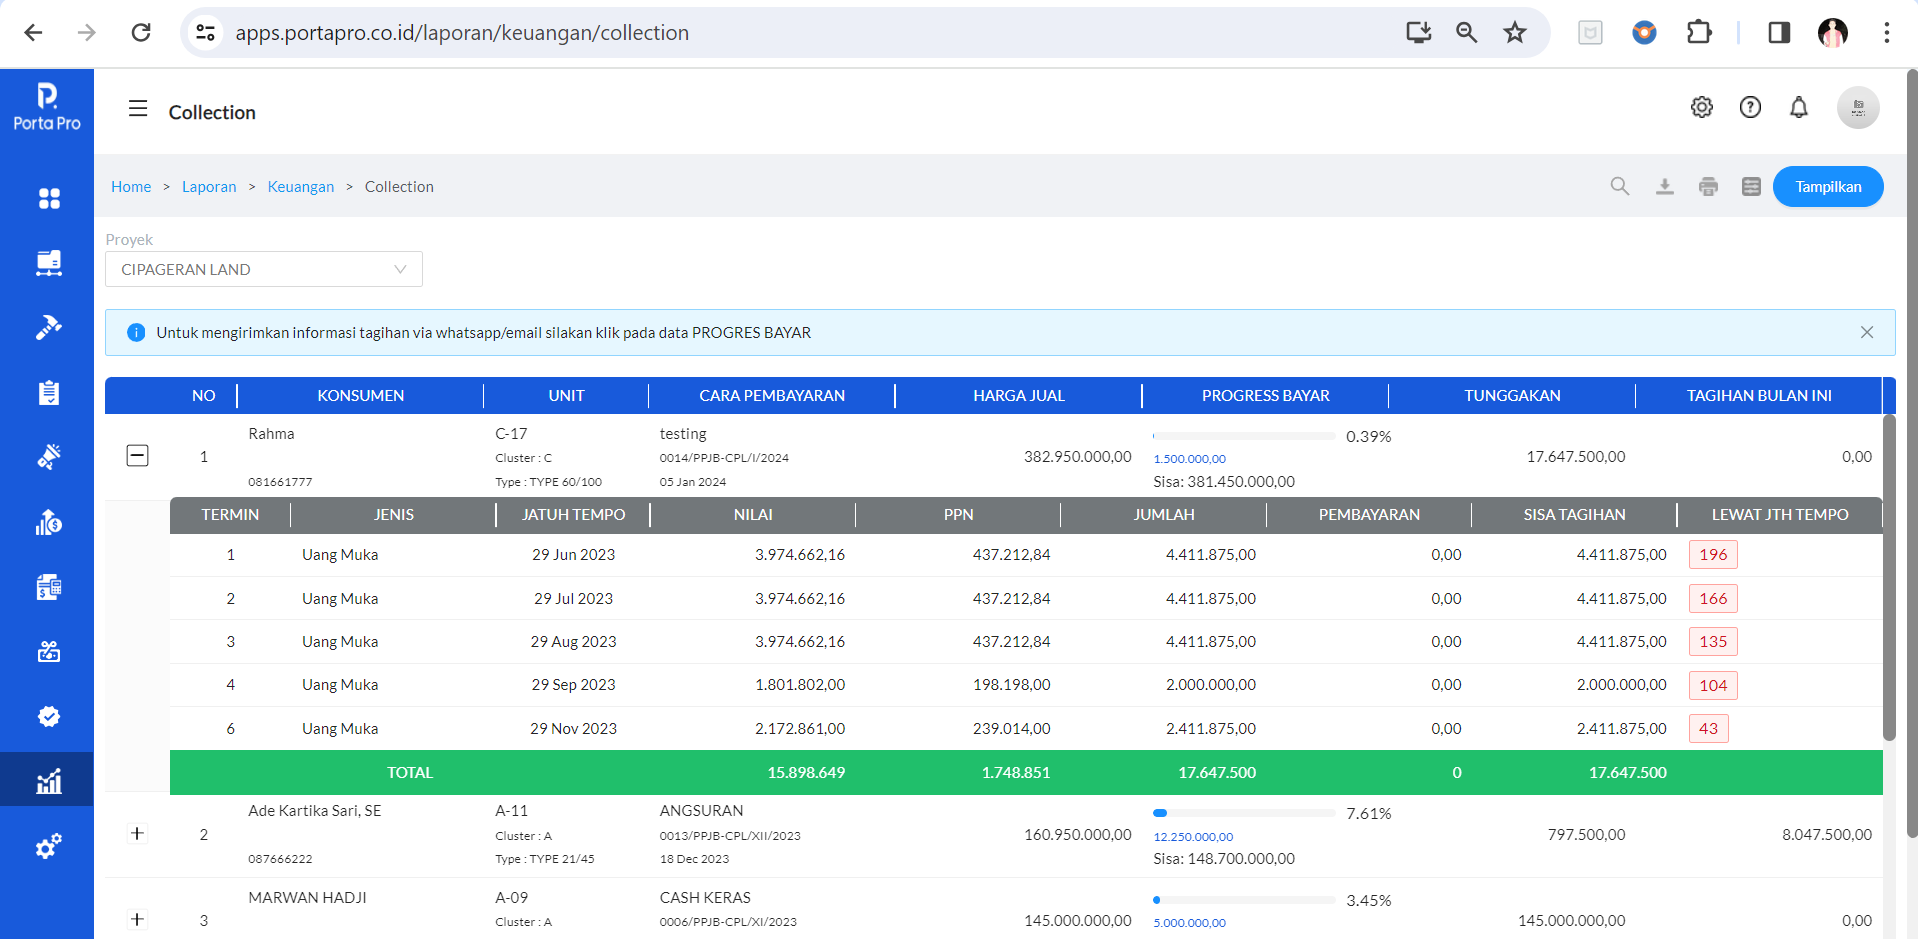 apps.portapro.co.id/laporan/keuangan/collection
Porta Pro
Collection
Home > Laporan > Keuangan > Collection
Tampilkan
Proyek
CIPAGERAN LAND
Untuk mengirimkan informasi tagihan via whatsapp/email silakan klik pada data PROGRES BAYAR
NO KONSUMEN UNIT CARA PEMBAYARAN HARGA JUAL PROGRESS BAYAR TUNGGAKAN TAGIHAN BULAN INI
Rahma C-17 testing 0.39%
1 Cluster : C 0014/PPJB-CPL/I/2024 382.950.000,00 1.500.000,00 17.647.500,00 0,00
081661777 Type : TYPE 60/100 05 Jan 2024 Sisa: 381.450.000,00
TERMIN JENIS JATUH TEMPO NILAI PPN JUMLAH PEMBAYARAN SISA TAGIHAN LEWAT JTH TEMPO
1 Uang Muka 29 Jun 2023 3.974.662,16 437.212,84 4.411.875,00 0,00 4.411.875,00 196
2 Uang Muka 29 Jul 2023 3.974.662,16 437.212,84 4.411.875,00 0,00 4.411.875,00 166
3 Uang Muka 29 Aug 2023 3.974.662,16 437.212,84 4.411.875,00 0,00 4.411.875,00 135
4 Uang Muka 29 Sep 2023 1.801.802,00 198.198,00 2.000.000,00 0,00 2.000.000,00 104
6 Uang Muka 29 Nov 2023 2.172.861,00 239.014,00 2.411.875,00 0,00 2.411.875,00 43
TOTAL 15.898.649 1.748.851 17.647.500 0 17.647.500
Ade Kartika Sari, SE A-11 ANGSURAN 7.61%
2 Cluster : A 0013/PPJB-CPL/XII/2023 160.950.000,00 12.250.000,00 797.500,00 8.047.500,00
087666222 Type : TYPE 21/45 18 Dec 2023 Sisa: 148.700.000,00
MARWAN HADJI A-09 CASH KERAS 3.45%
3 Cluster : A 0006/PPJB-CPL/XI/2023 145.000.000,00 5.000.000,00 145.000.000,00 0,00